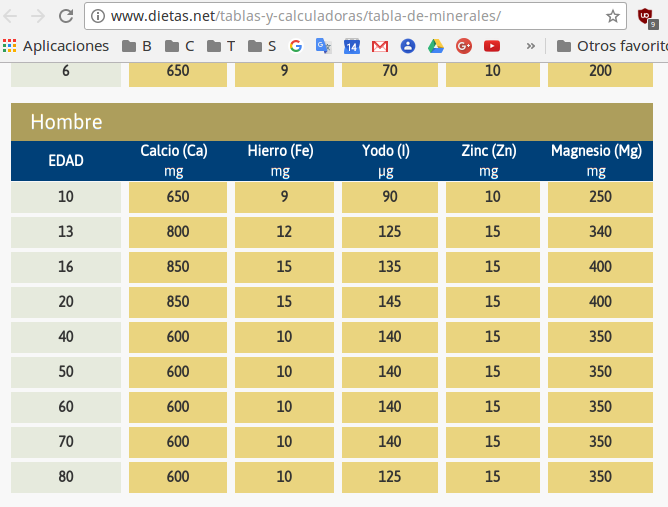 www.dietas.net/tablas-y-calculadoras/tabla-de-minerales/
9
Aplicaciones B C T S 14 G+ » Otros favorito
6 650 9 70 10 200
Hombre
EDAD Calcio (Ca) mg Hierro (Fe) mg Yodo (I) µg Zinc (Zn) mg Magnesio (Mg) mg
10 650 9 90 10 250
13 800 12 125 15 340
16 850 15 135 15 400
20 850 15 145 15 400
40 600 10 140 15 350
50 600 10 140 15 350
60 600 10 140 15 350
70 600 10 140 15 350
80 600 10 125 15 350